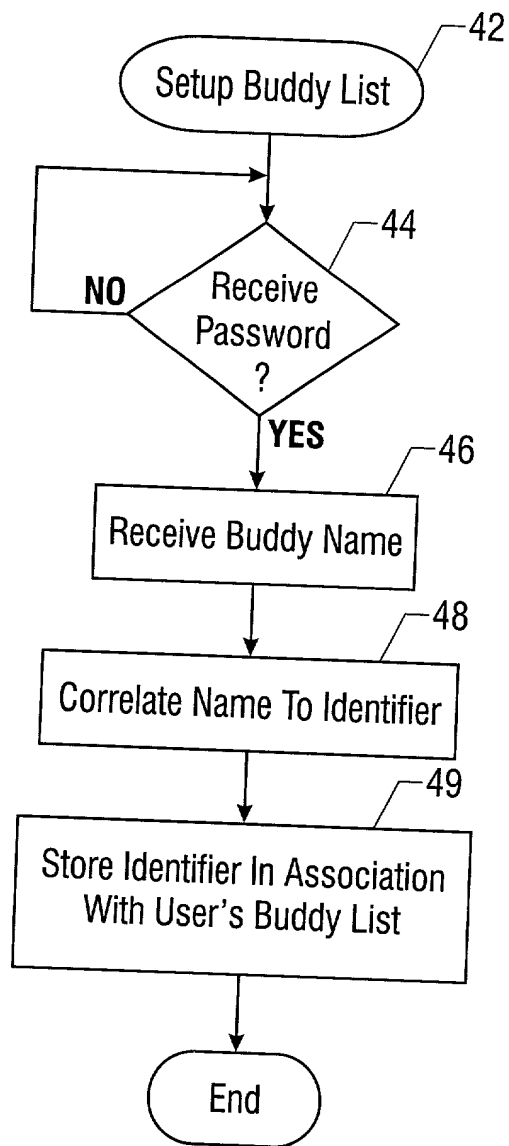 42
Setup Buddy List
44
NO
Receive
Password
?
YES
46
Receive Buddy Name
48
Correlate Name To Identifier
49
Store Identifier In Association
With User's Buddy List
End